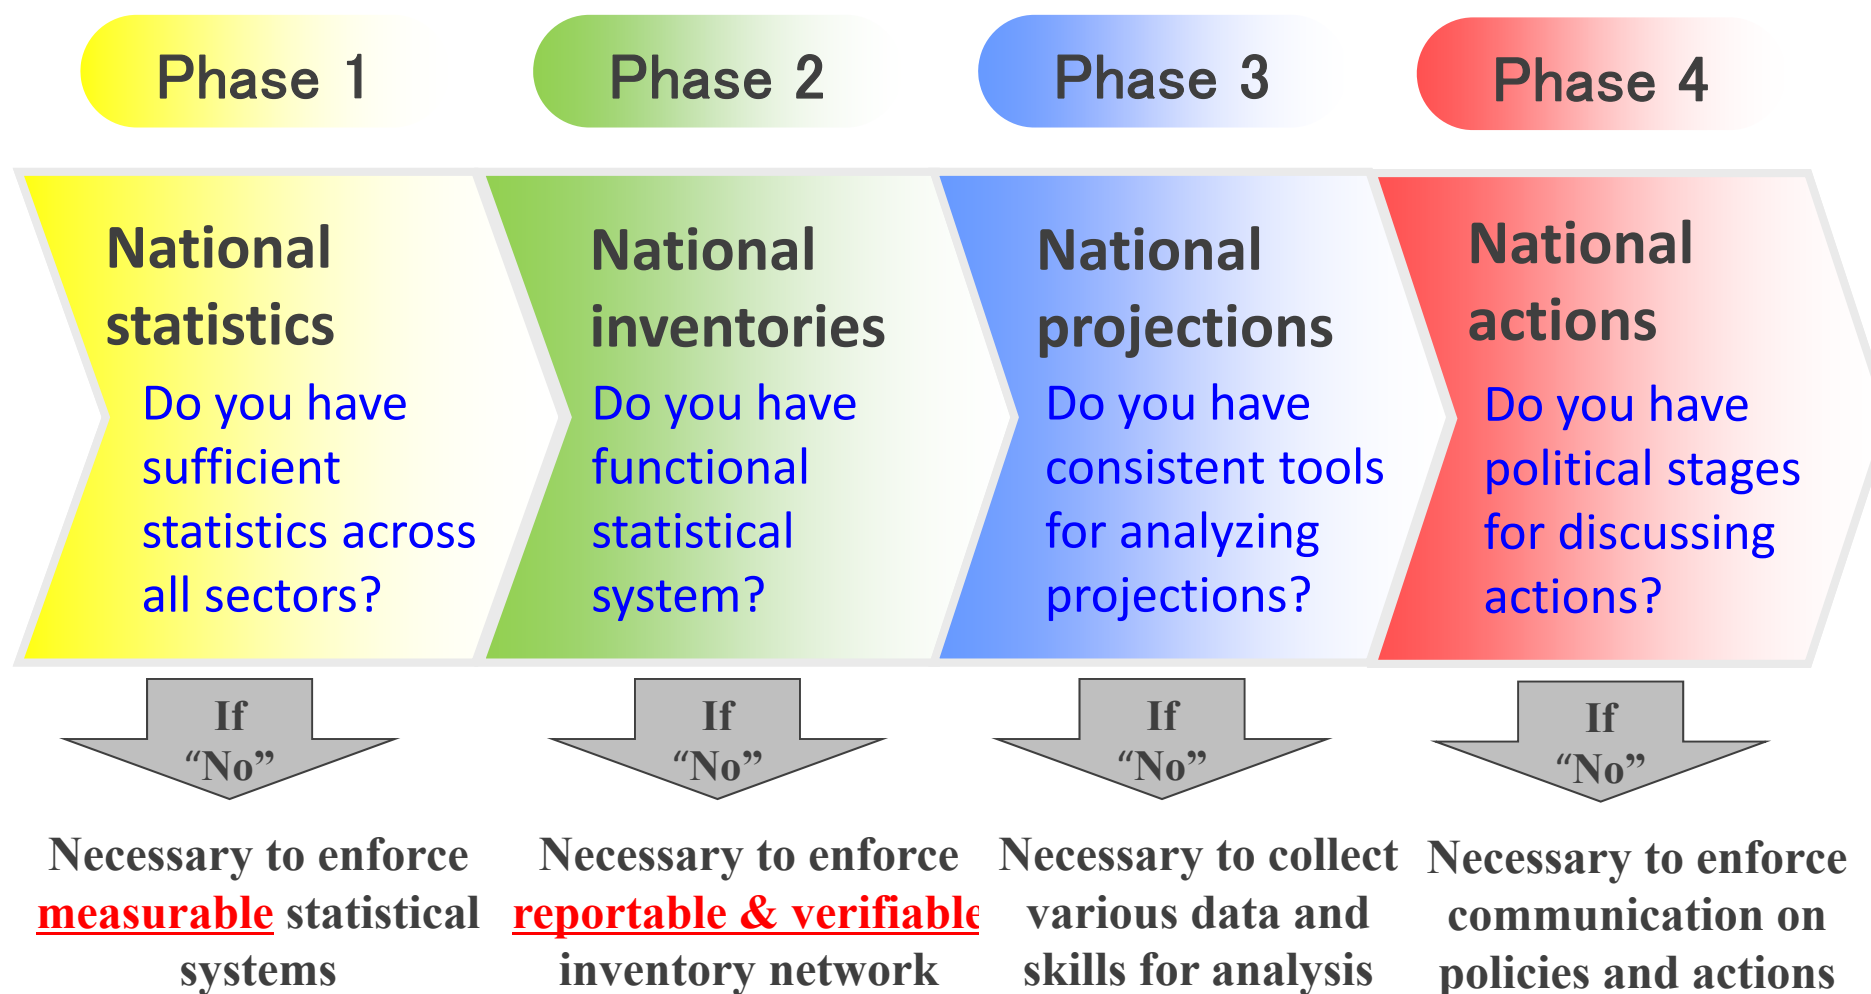 Phase 1
Phase 2
Phase 3
Phase 4
National
statistics
Do you have
sufficient
statistics across
all sectors?
National
inventories
Do you have
functional
statistical
system?
National
projections
Do you have
consistent tools
for analyzing
projections?
National
actions
Do you have
political stages
for discussing
actions?
If
“No”
If
“No”
If
“No”
If
“No”
Necessary to enforce
measurable statistical
systems
Necessary to enforce
reportable & verifiable
inventory network
Necessary to collect
various data and
skills for analysis
Necessary to enforce
communication on
policies and actions